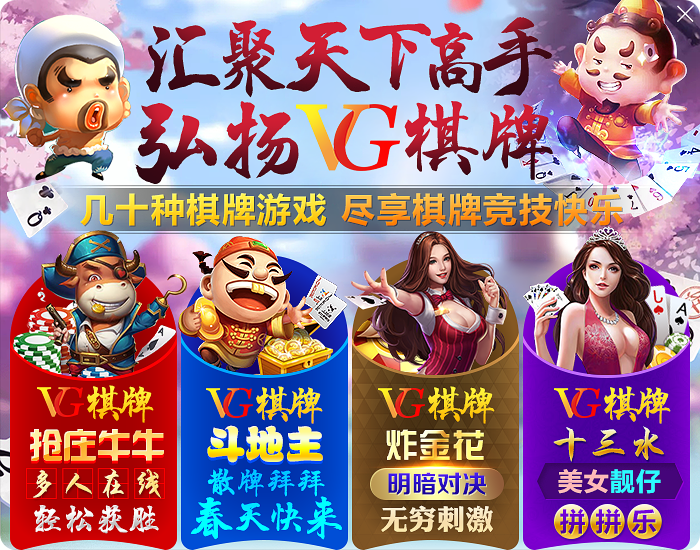 汇聚天下高手
弘扬VG棋牌
几十种棋牌游戏 尽享棋牌竞技快乐
VG棋牌
抢庄牛牛
多人在线
轻松获胜
VG棋牌
斗地主
散牌拜拜
春天快来
VG棋牌
炸金花
明暗对决
无穷刺激
VG棋牌
十三水
美女靓仔
拼拼乐